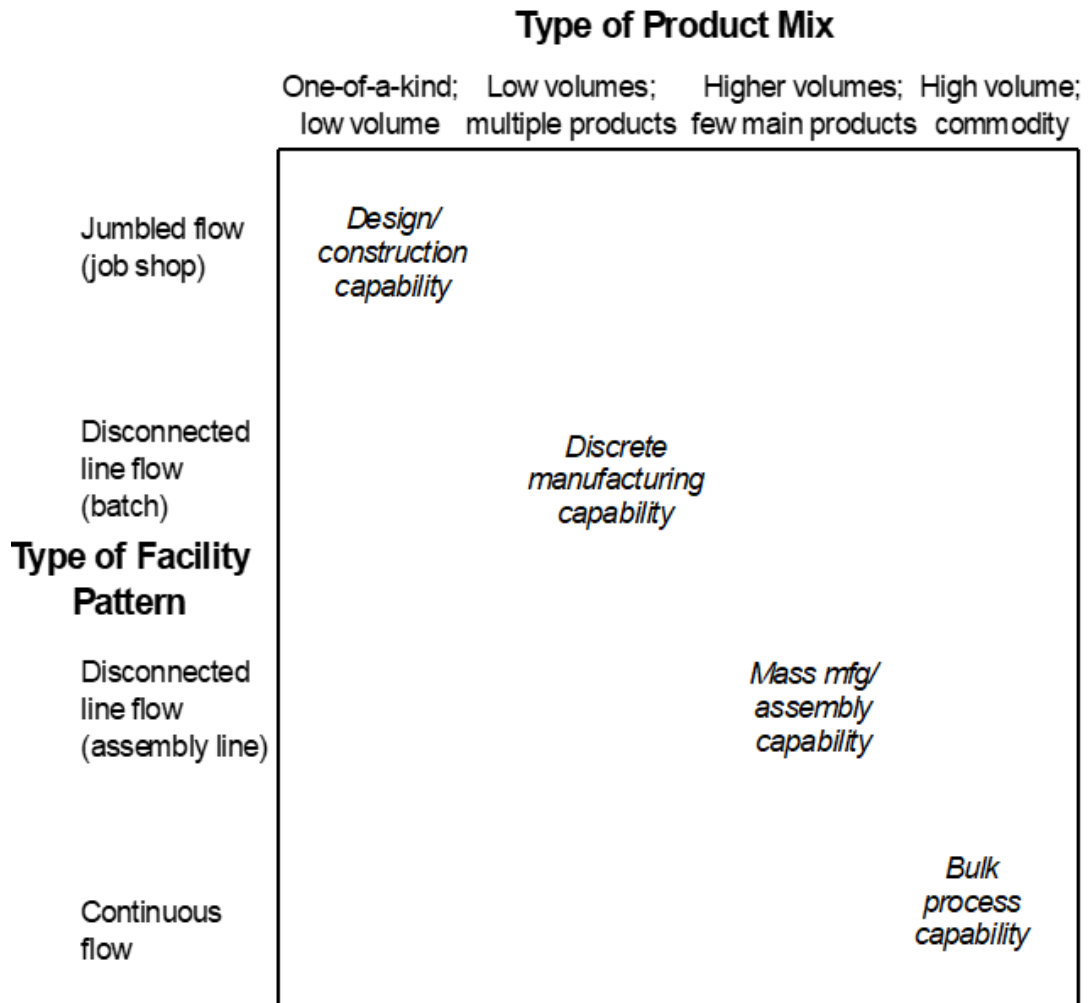 Type of Product Mix
One-of-a-kind; Low volumes; Higher volumes; High volume;
low volume multiple products few main products commodity
Jumbled flow
(job shop)
Design/
construction
capability
Disconnected
line flow
(batch)
Discrete
manufacturing
capability
Type of Facility
Pattern
Disconnected
line flow
(assembly line)
Mass mfg/
assembly
capability
Continuous
flow
Bulk
process
capability